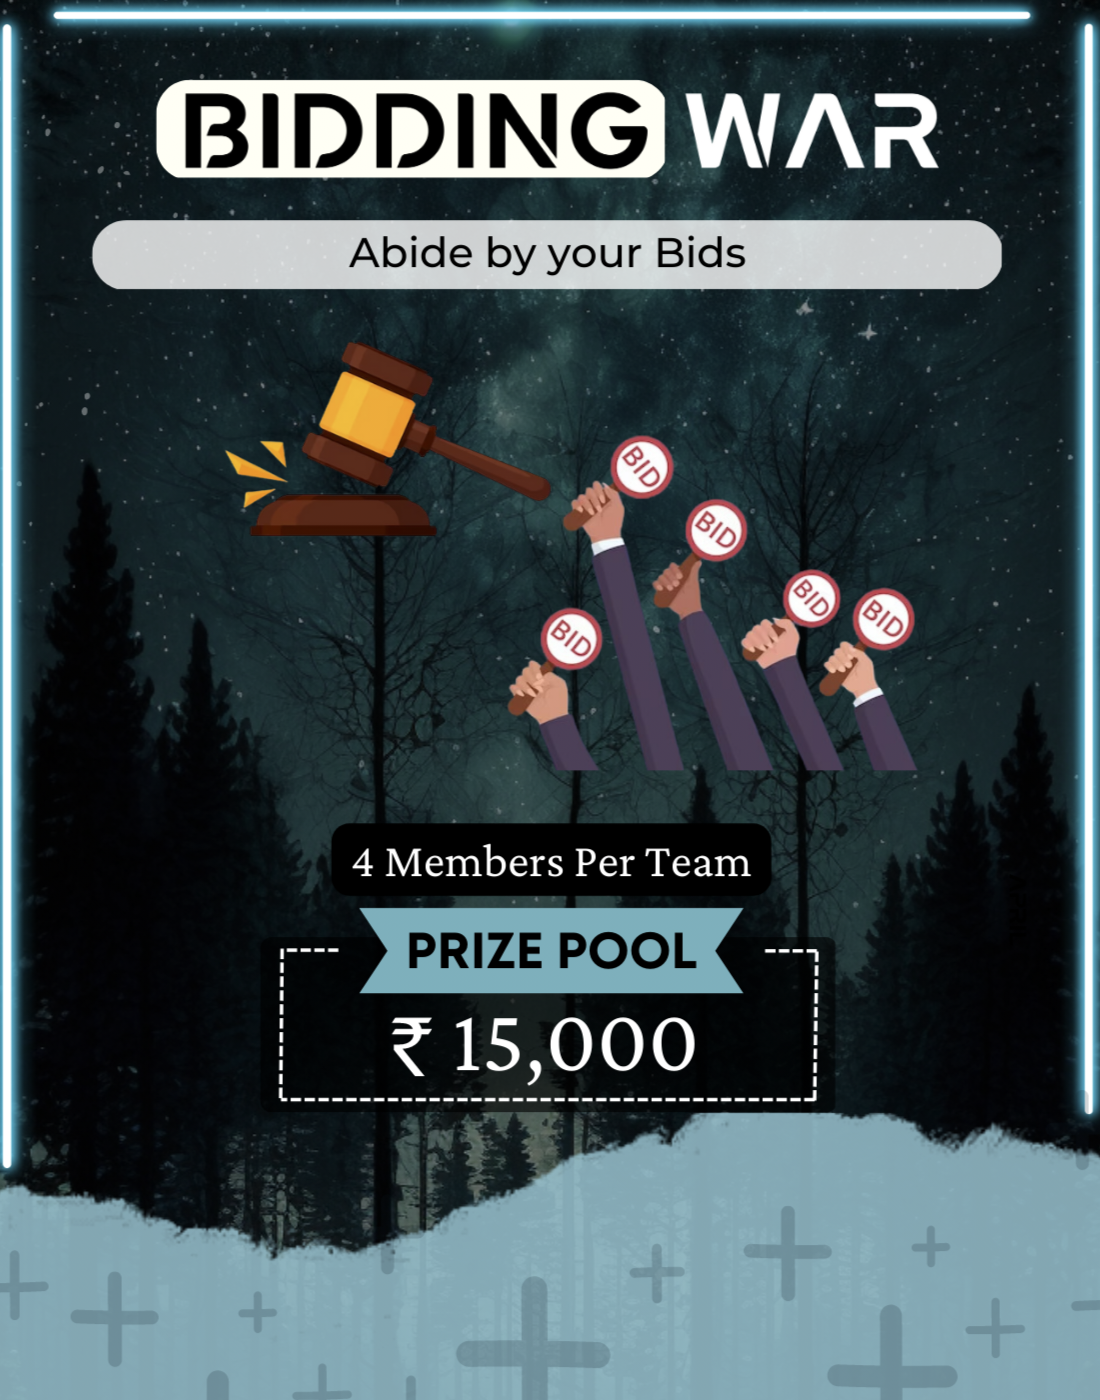 BIDDING WAR
Abide by your Bids
BID
BID
BID
BID
BID
4 Members Per Team
PRIZE POOL
₹ 15,000